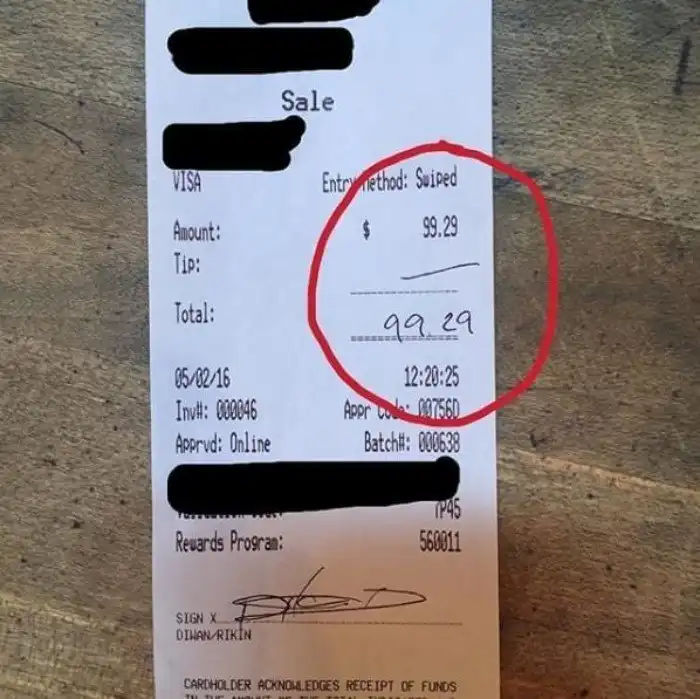 Sale
VISA Entry Method: Swiped
Amount: $ 99.29
Tip:
Total: 99.29
05/02/16 12:20:25
Inv#: 000046 Appr Code: 00756D
Apprvd: Online Batch#: 000638
7P45
Rewards Program: 560011
SIGN X
DIWAN/RIKIN
CARDHOLDER ACKNOWLEDGES RECEIPT OF FUNDS